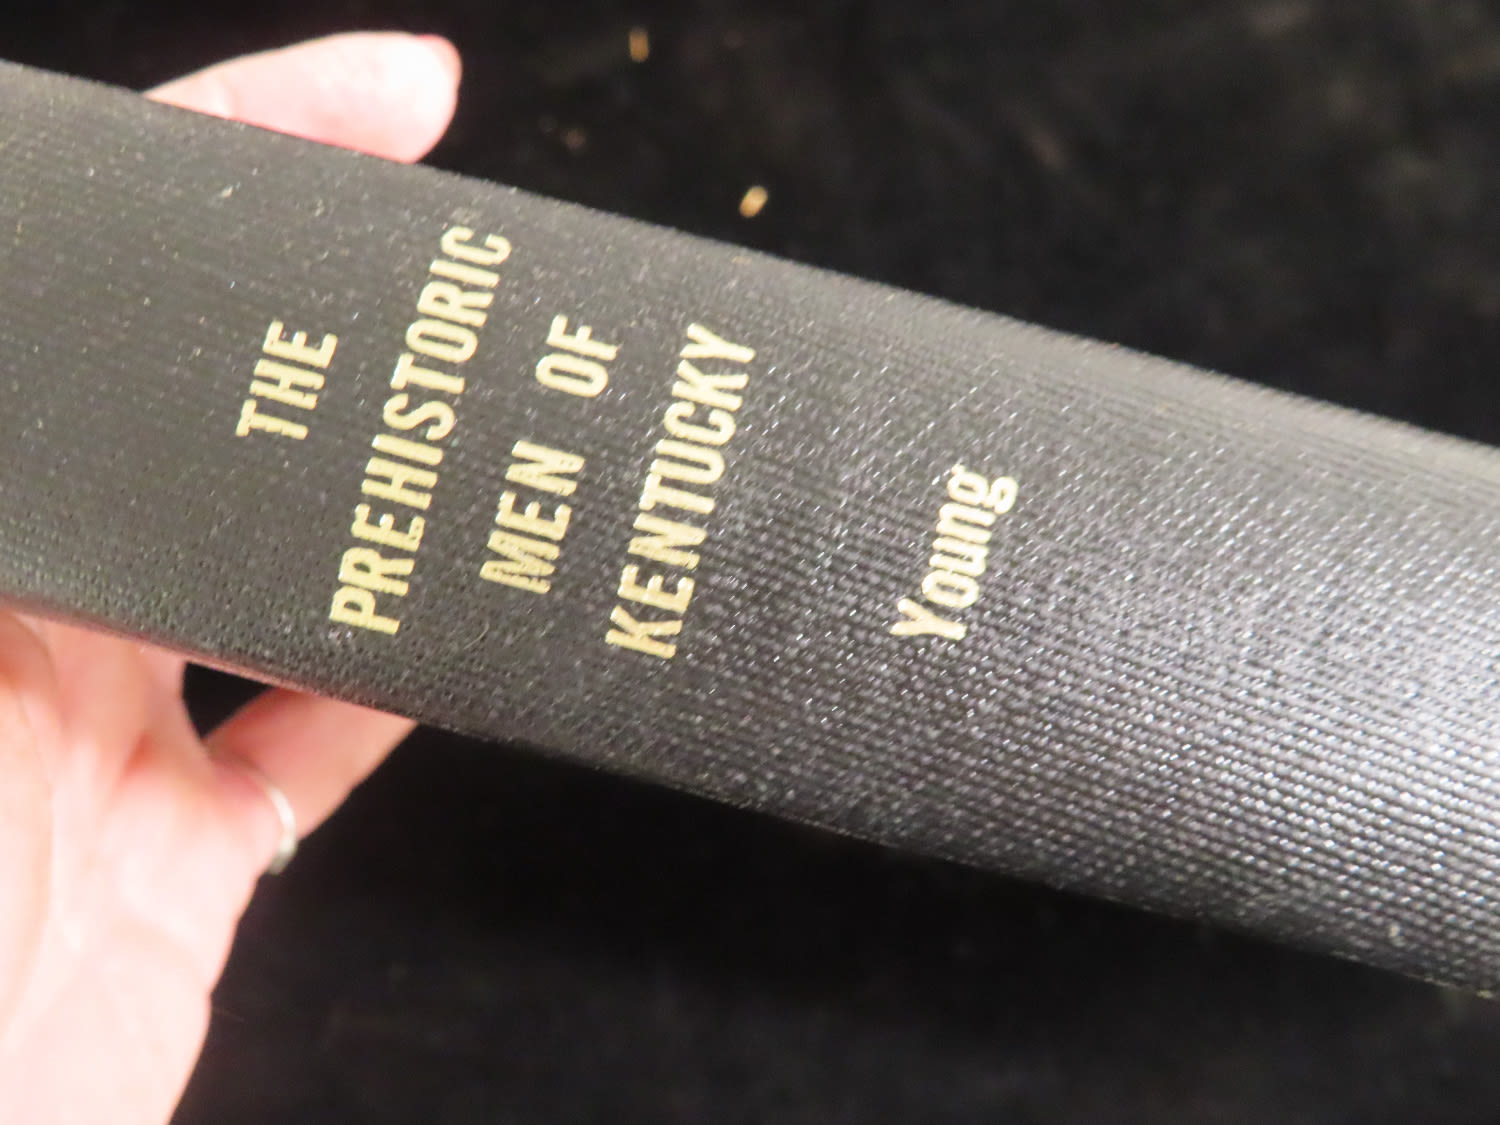 THE
PREHISTORIC
MEN OF
KENTUCKY
Young